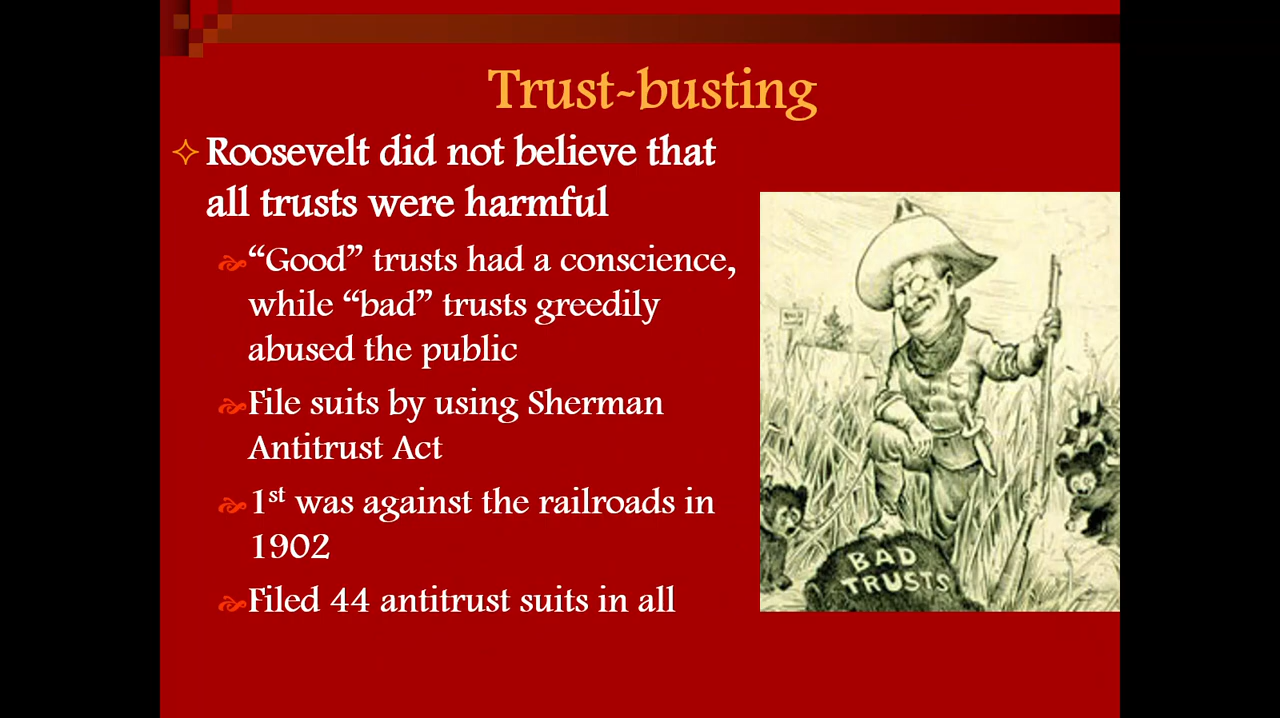 Trust-busting
Roosevelt did not believe that
all trusts were harmful
“Good” trusts had a conscience,
while “bad” trusts greedily
abused the public
File suits by using Sherman
Antitrust Act
1st was against the railroads in
1902
Filed 44 antitrust suits in all
BAD
TRUSTS